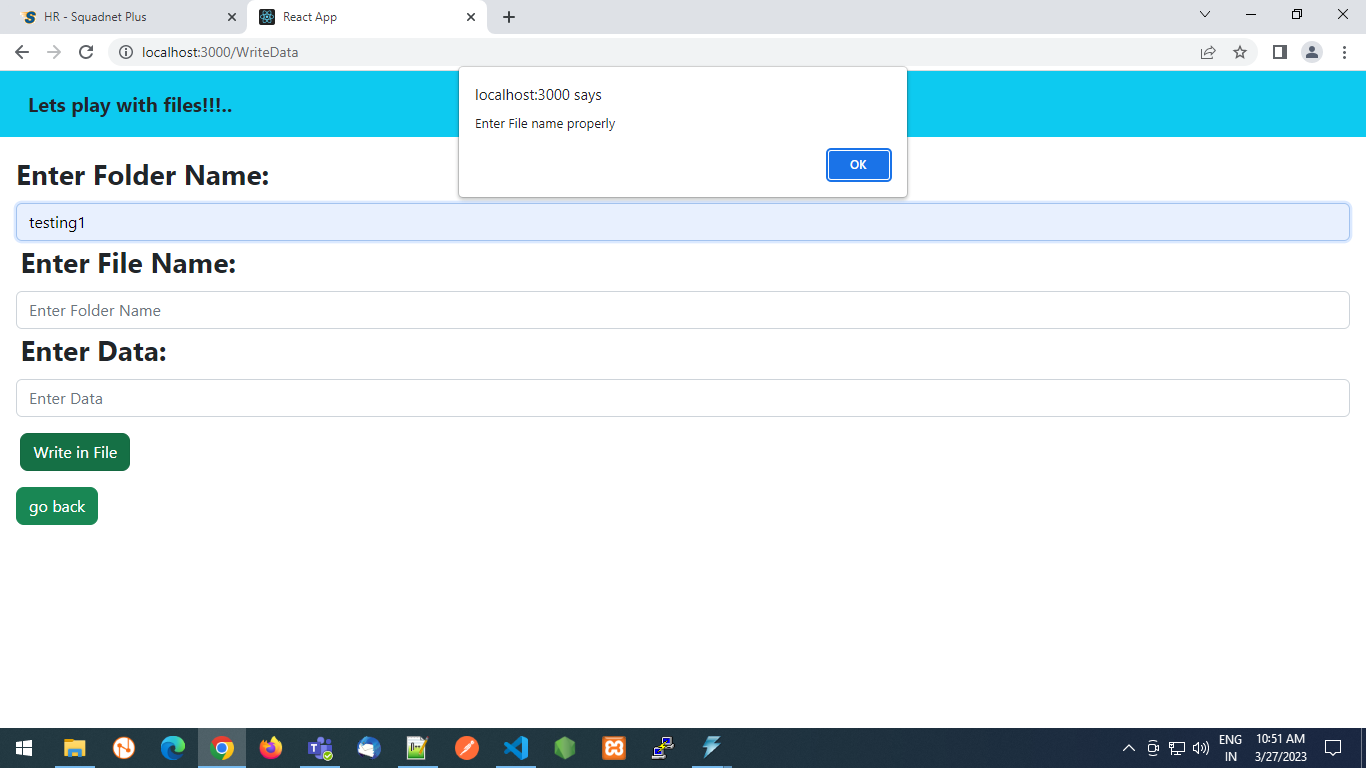 HR - Squadnet Plus
React App
localhost:3000/WriteData
Lets play with files!!!..
localhost:3000 says
Enter File name properly
OK
Enter Folder Name:
testing1
Enter File Name:
Enter Folder Name
Enter Data:
Enter Data
Write in File
go back
ENG
IN
10:51 AM
3/27/2023